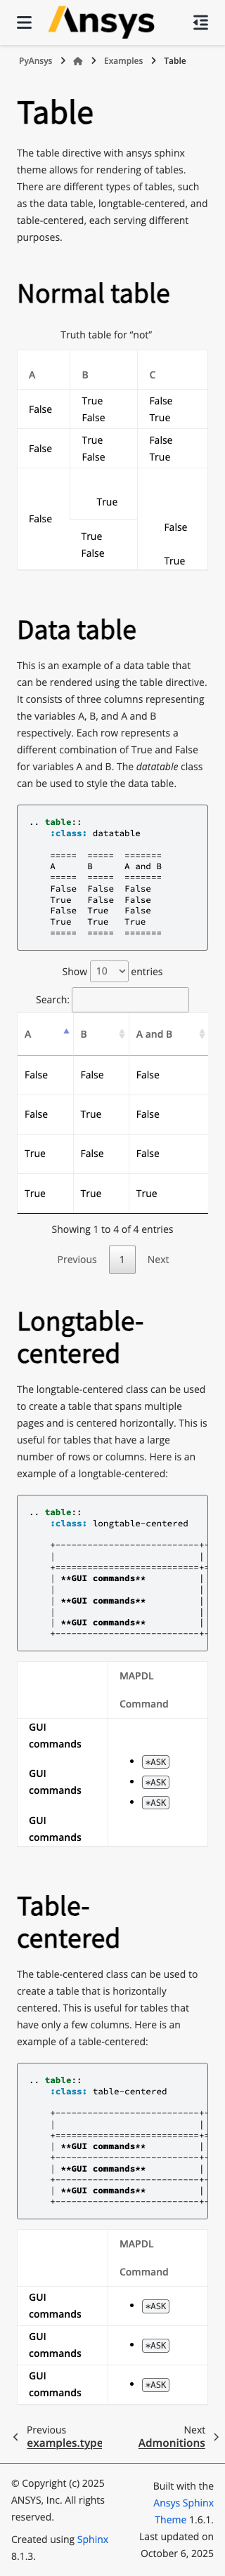 Ansys
PyAnsys > > Examples > Table
Table
The table directive with ansys sphinx
theme allows for rendering of tables.
There are different types of tables, such
as the data table, longtable-centered, and
table-centered, each serving different
purposes.
Normal table
Truth table for “not”
A B C
False True False
False True
False True False
False True
False True False
True True
False
Data table
This is an example of a data table that
can be rendered using the table directive.
It consists of three columns representing
the variables A, B, and A and B
respectively. Each row represents a
different combination of True and False
for variables A and B. The datatable class
can be used to style the data table.
.. table::
    :class: datatable

    =====  =====  =======
    A      B      A and B
    =====  =====  =======
    False  False  False
    True   False  False
    False  True   False
    True   True   True
    =====  =====  =======
Show 10 entries
Search:
A B A and B
False False False
False True False
True False False
True True True
Showing 1 to 4 of 4 entries
Previous 1 Next
Longtable-
centered
The longtable-centered class can be used
to create a table that spans multiple
pages and is centered horizontally. This is
useful for tables that have a large
number of rows or columns. Here is an
example of a longtable-centered:
.. table::
    :class: longtable-centered

    +---------------------------+-
    |                           |
    +===========================+=
    | **GUI commands**          |
    |                           |
    | **GUI commands**          |
    |                           |
    | **GUI commands**          |
    +---------------------------+-
MAPDL
Command
GUI
commands
GUI
commands
GUI
commands
• *ASK
• *ASK
• *ASK
Table-
centered
The table-centered class can be used to
create a table that is horizontally
centered. This is useful for tables that
have only a few columns. Here is an
example of a table-centered:
.. table::
    :class: table-centered

    +---------------------------+-
    |                           |
    +===========================+=
    | **GUI commands**          |
    +---------------------------+-
    | **GUI commands**          |
    +---------------------------+-
    | **GUI commands**          |
    +---------------------------+-
MAPDL
Command
GUI
commands
• *ASK
GUI
commands
• *ASK
GUI
commands
• *ASK
Previous
examples.type
Next
Admonitions
© Copyright (c) 2025
ANSYS, Inc. All rights
reserved.
Created using Sphinx
8.1.3.
Built with the
Ansys Sphinx
Theme 1.6.1.
Last updated on
October 6, 2025